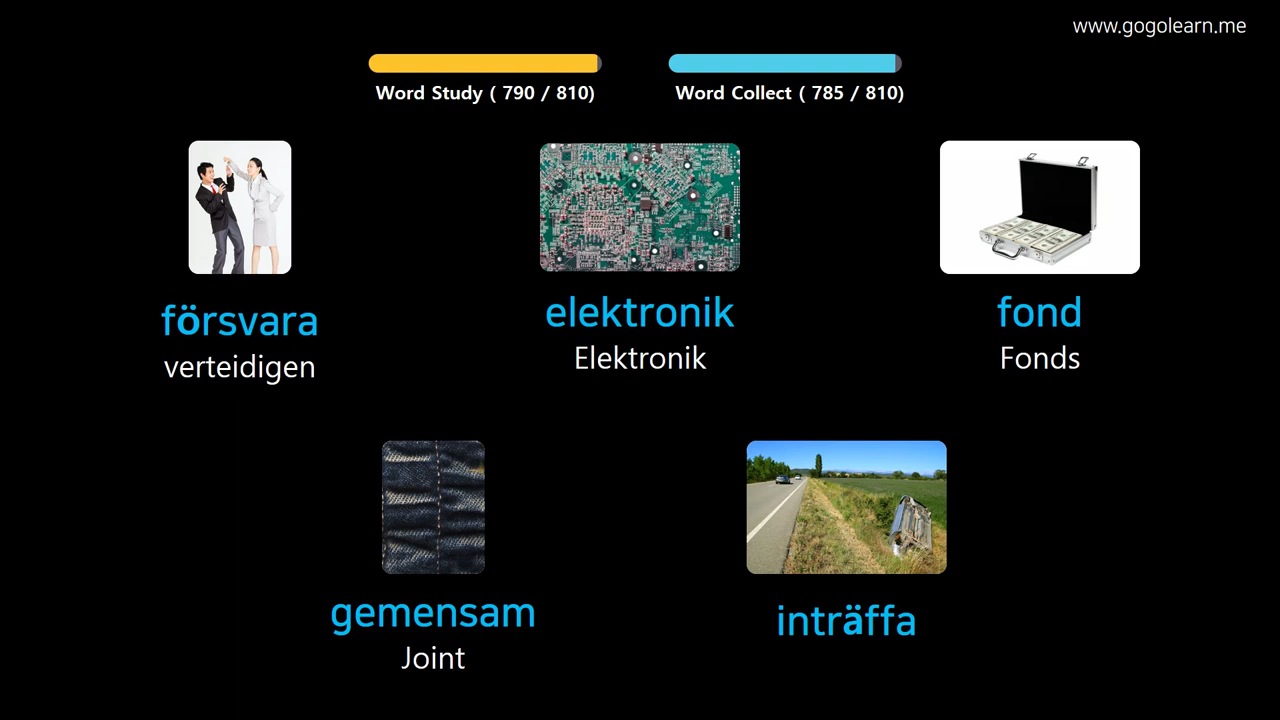 www.gogolearn.me
Word Study ( 790 / 810)
Word Collect ( 785 / 810)
försvara
verteidigen
elektronik
Elektronik
fond
Fonds
gemensam
Joint
inträffa